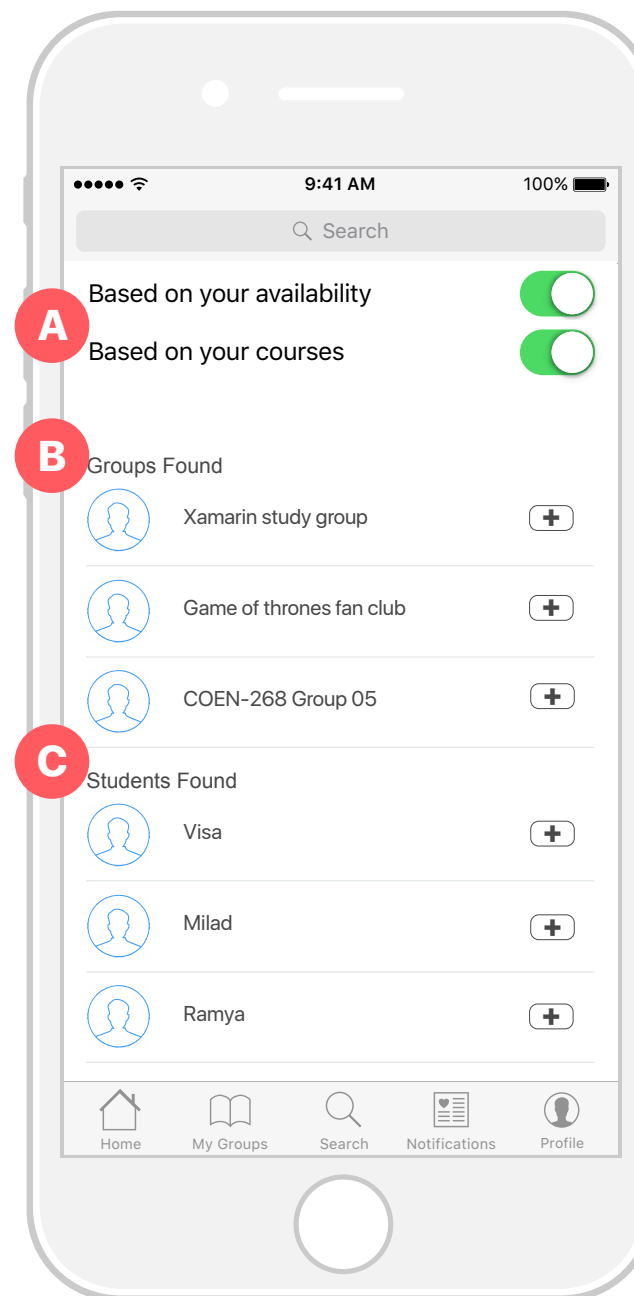 9:41 AM
100%
Search
Based on your availability
A
Based on your courses
B
Groups Found
Xamarin study group
Game of thrones fan club
COEN-268 Group 05
C
Students Found
Visa
Milad
Ramya
Home My Groups Search Notifications Profile